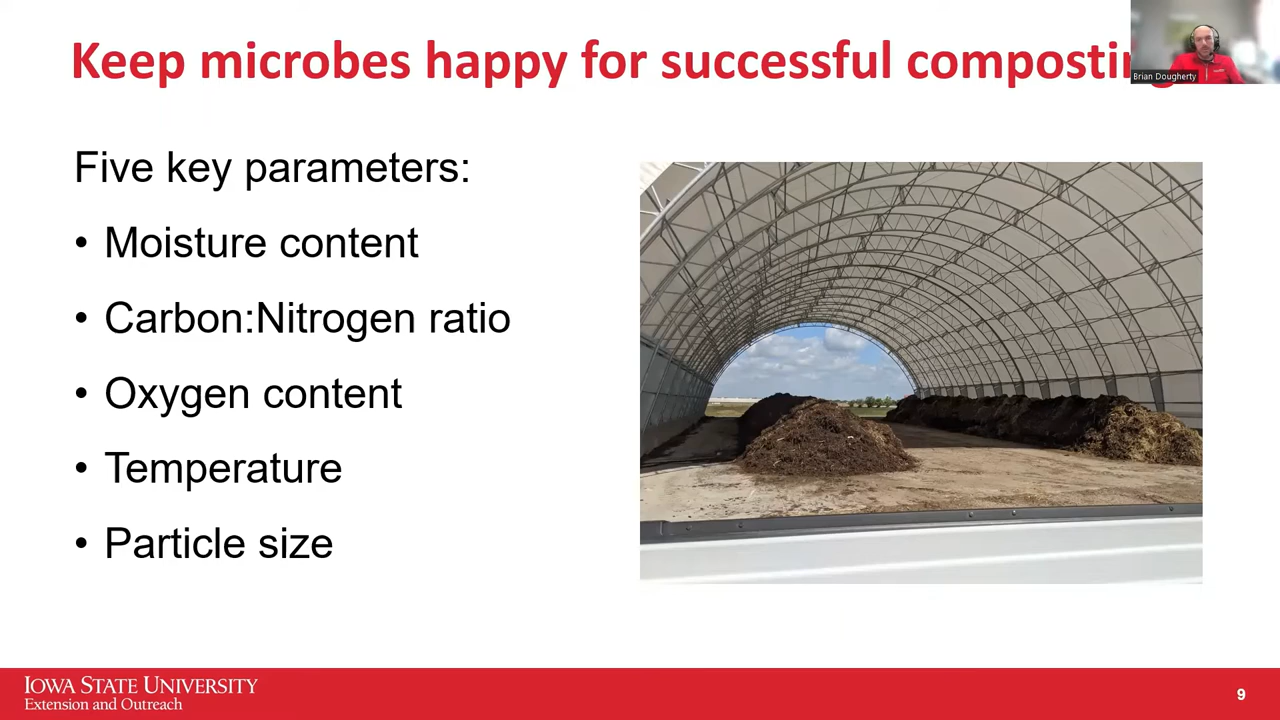 Keep microbes happy for successful composting
Brian Dougherty
Five key parameters:
• Moisture content
• Carbon:Nitrogen ratio
• Oxygen content
• Temperature
• Particle size
IOWA STATE UNIVERSITY
Extension and Outreach
9